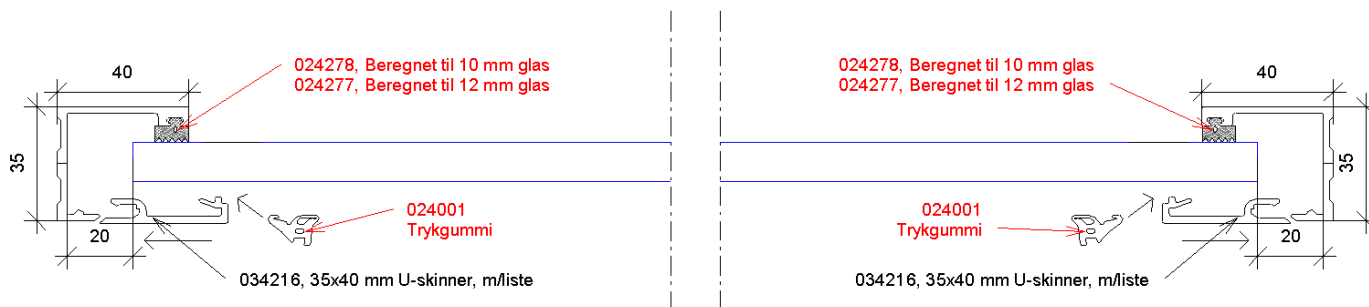 40
024278, Beregnet til 10 mm glas
024277, Beregnet til 12 mm glas
35
024001
Trykgummi
20
034216, 35x40 mm U-skinner, m/liste
024278, Beregnet til 10 mm glas
024277, Beregnet til 12 mm glas
40
35
024001
Trykgummi
20
034216, 35x40 mm U-skinner, m/liste